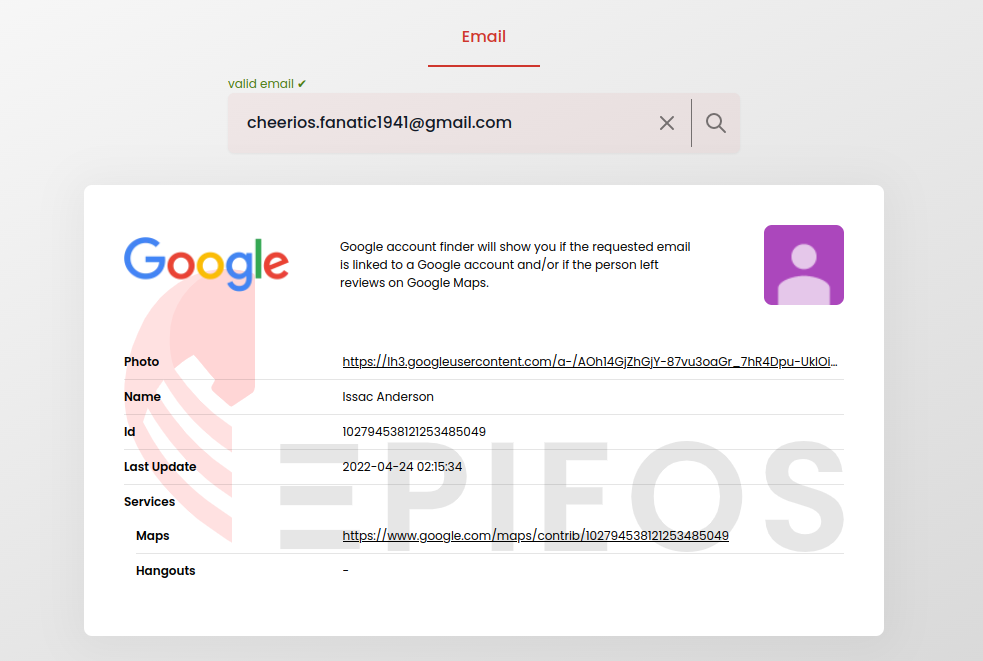 Email
valid email ✔
cheerios.fanatic1941@gmail.com
Google
Google account finder will show you if the requested email
is linked to a Google account and/or if the person left
reviews on Google Maps.
Photo https://lh3.googleusercontent.com/a-/AOh14GjZhGjY-87vu3oaGr_7hR4Dpu-UklOi...
Name Issac Anderson
Id 102794538121253485049
Last Update 2022-04-24 02:15:34
Services
Maps https://www.google.com/maps/contrib/102794538121253485049
Hangouts -
EPIEOS